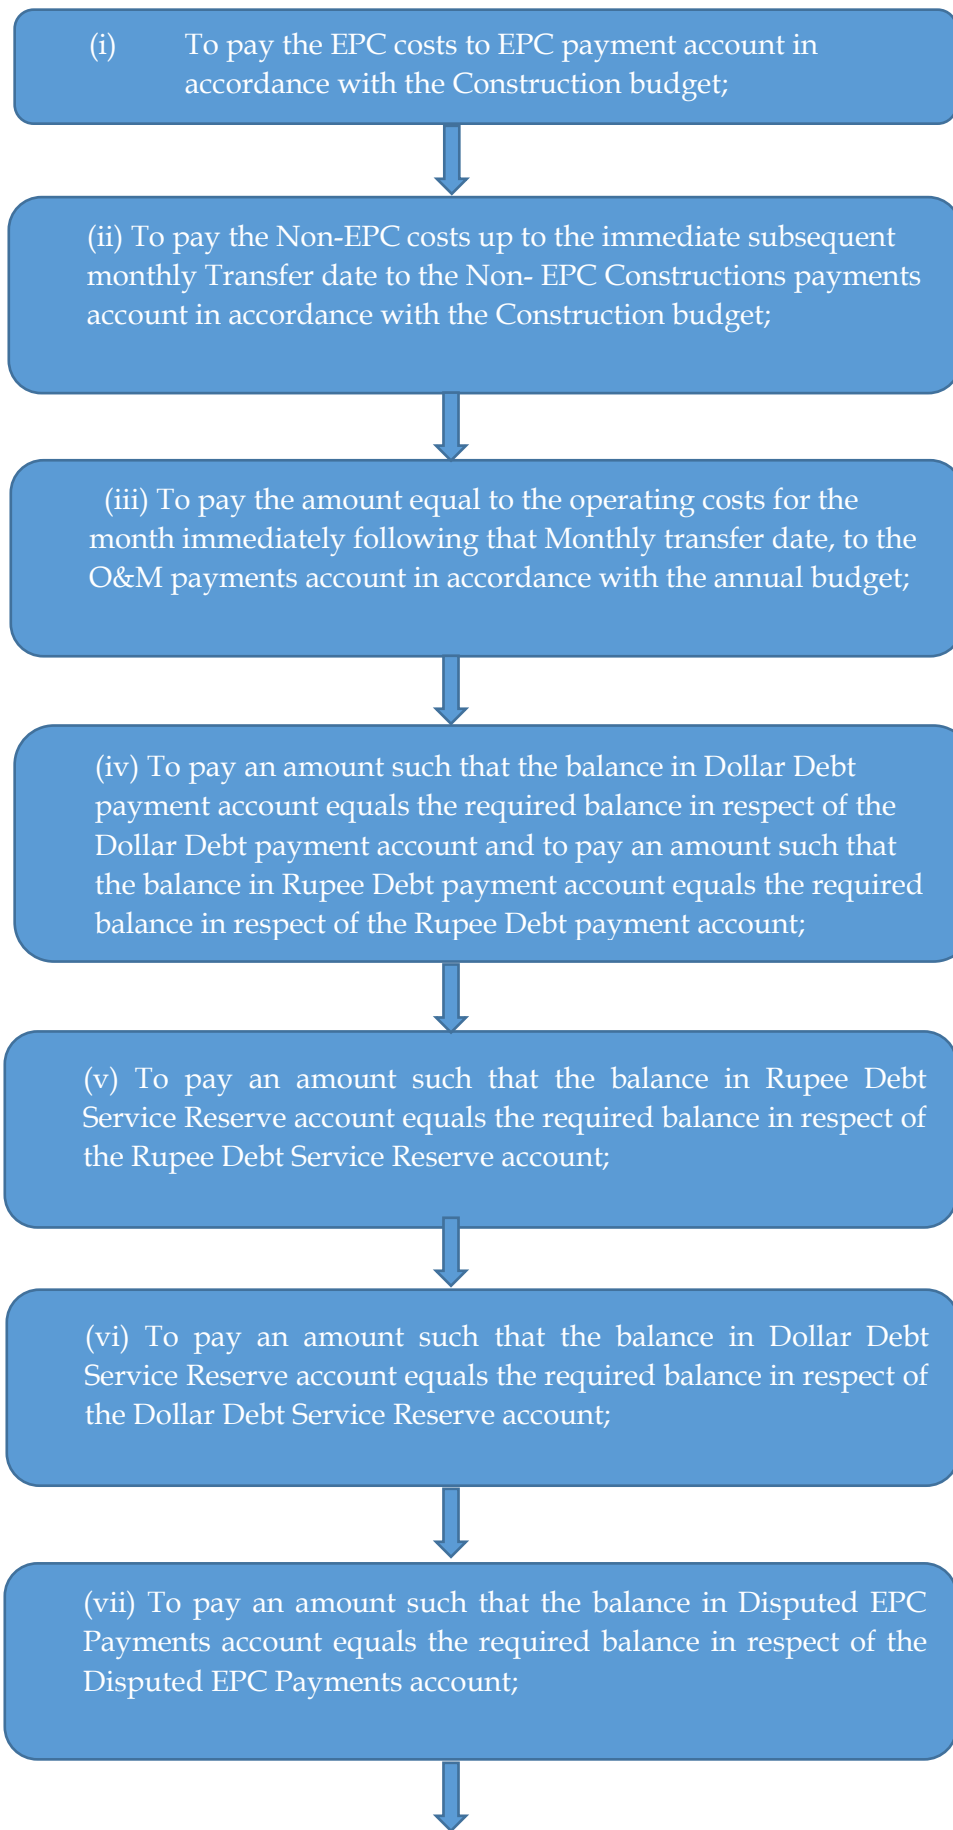 (i) To pay the EPC costs to EPC payment account in
accordance with the Construction budget;
(ii) To pay the Non-EPC costs up to the immediate subsequent
monthly Transfer date to the Non- EPC Constructions payments
account in accordance with the Construction budget;
(iii) To pay the amount equal to the operating costs for the
month immediately following that Monthly transfer date, to the
O&M payments account in accordance with the annual budget;
(iv) To pay an amount such that the balance in Dollar Debt
payment account equals the required balance in respect of the
Dollar Debt payment account and to pay an amount such that
the balance in Rupee Debt payment account equals the required
balance in respect of the Rupee Debt payment account;
(v) To pay an amount such that the balance in Rupee Debt
Service Reserve account equals the required balance in respect of
the Rupee Debt Service Reserve account;
(vi) To pay an amount such that the balance in Dollar Debt
Service Reserve account equals the required balance in respect of
the Dollar Debt Service Reserve account;
(vii) To pay an amount such that the balance in Disputed EPC
Payments account equals the required balance in respect of the
Disputed EPC Payments account;